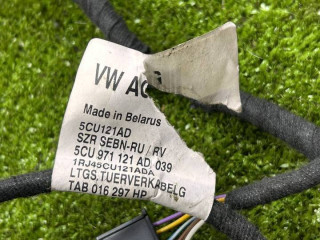 VW AG
Made in Belarus
5CU121AD
SZR SEBN-RU / RV
5CU 971 121 AD 039
1RJ45CU121ADA
LTGS.TUERVERKABELG
TAB 016 297 HP